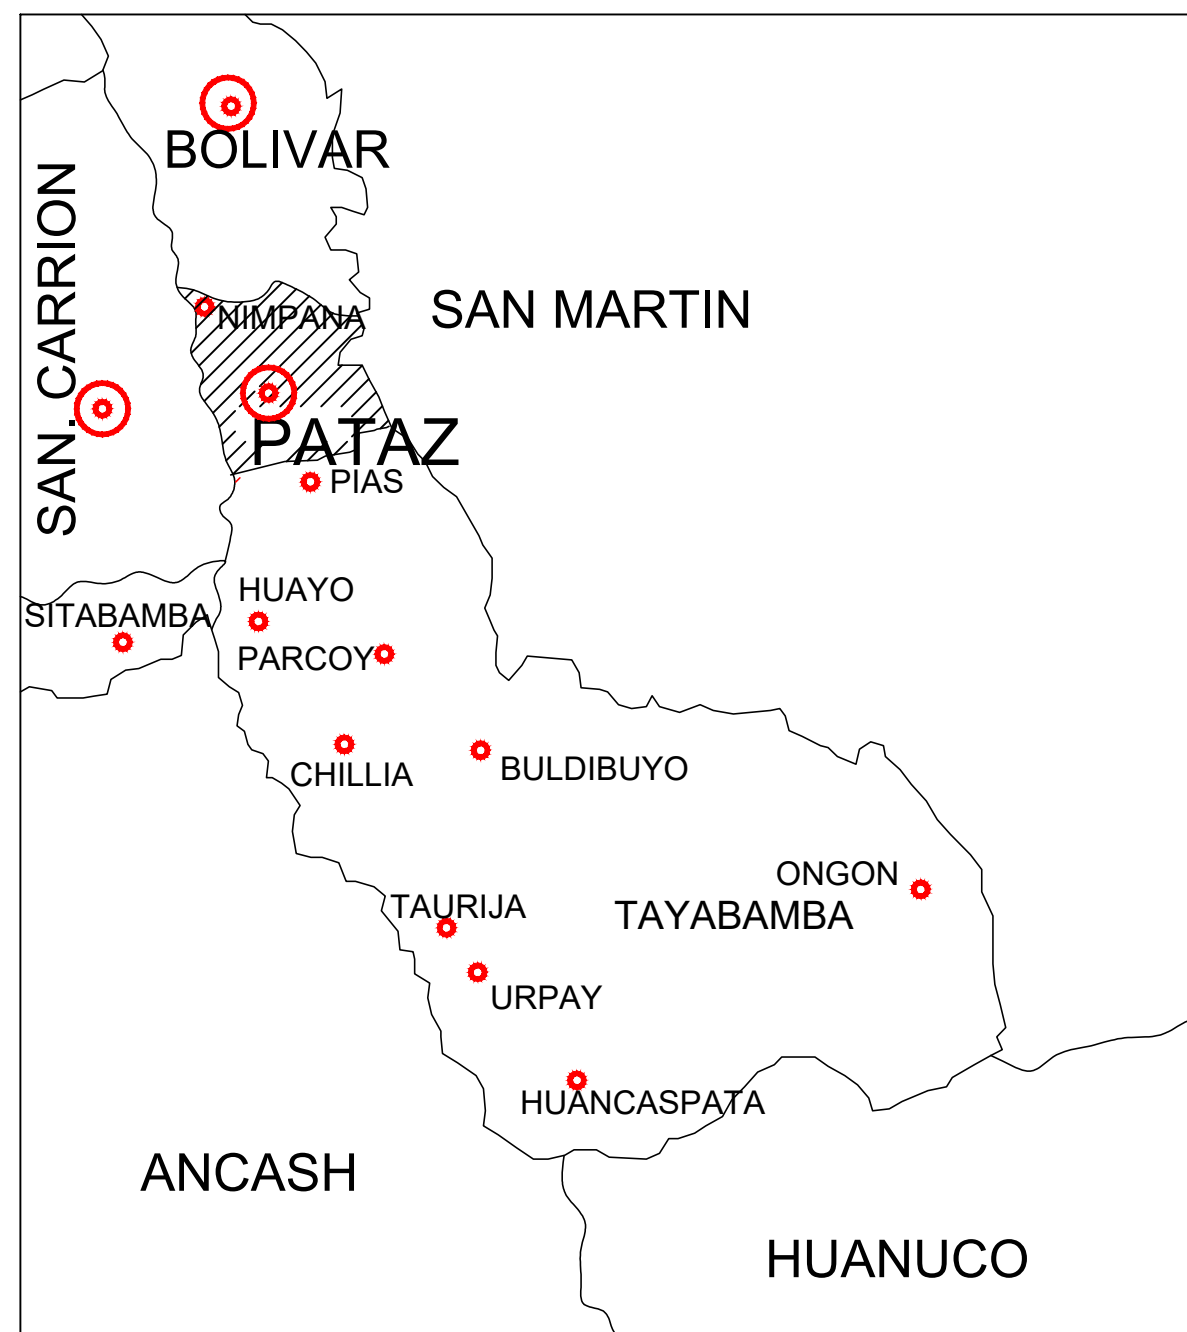 BOLIVAR
SAN. CARRION
SAN MARTIN
NIMPANA
PATAZ
PIAS
HUAYO
SITABAMBA
PARCOY
CHILLIA
BULDIBUYO
ONGON
TAURIJA
TAYABAMBA
URPAY
HUANCASPATA
ANCASH
HUANUCO